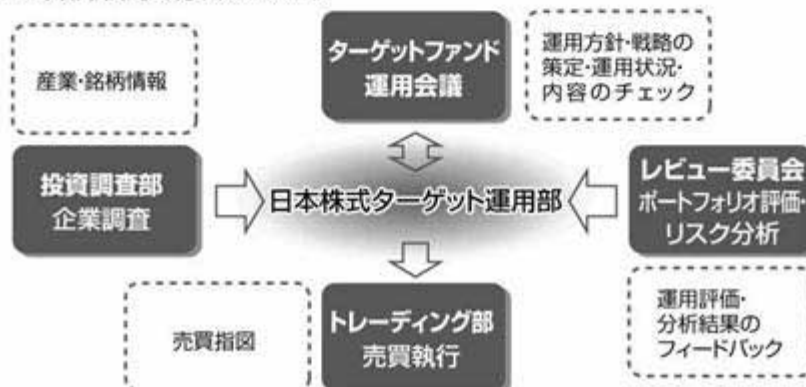 産業・銘柄情報
ターゲットファンド
運用会議
運用方針・戦略の
策定・運用状況・
内容のチェック
投資調査部
企業調査
日本株式ターゲット運用部
レビュー委員会
ポートフォリオ評価・
リスク分析
売買指図
トレーディング部
売買執行
運用評価・
分析結果の
フィードバック